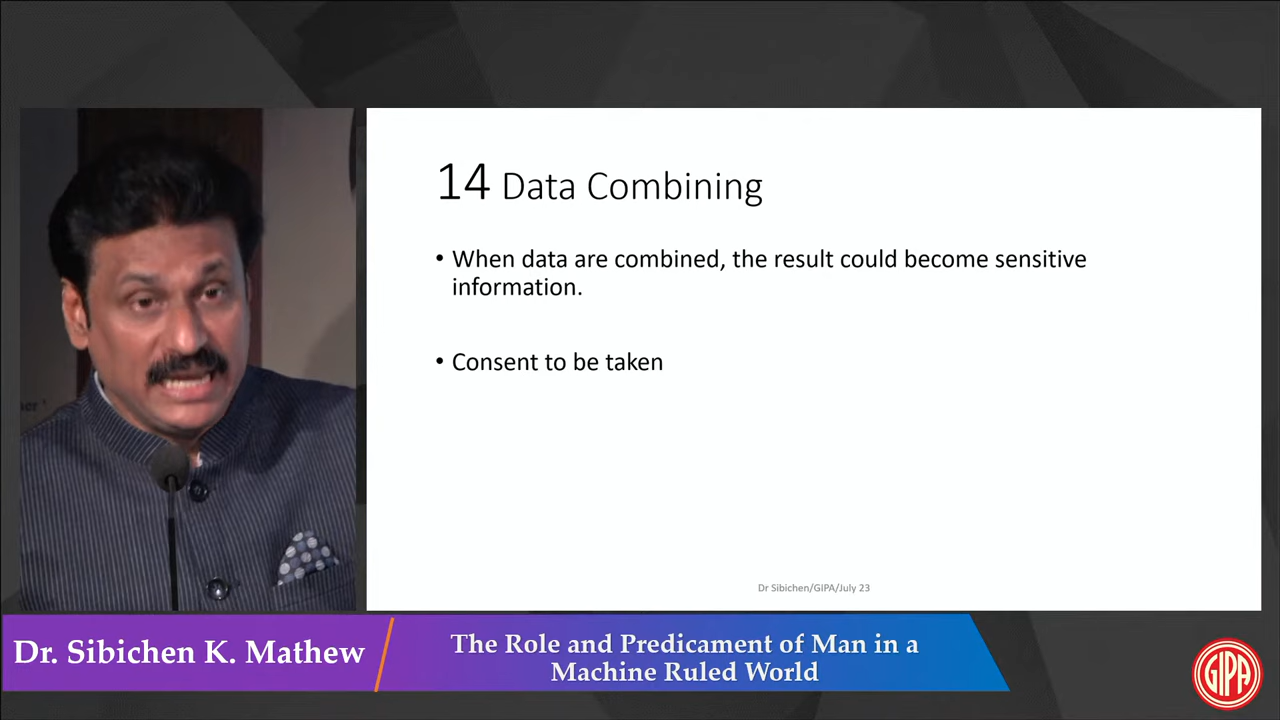 14 Data Combining
• When data are combined, the result could become sensitive
information.
• Consent to be taken
Dr Sibichen/GIPA/July 23
Dr. Sibichen K. Mathew
The Role and Predicament of Man in a
Machine Ruled World
GIPA